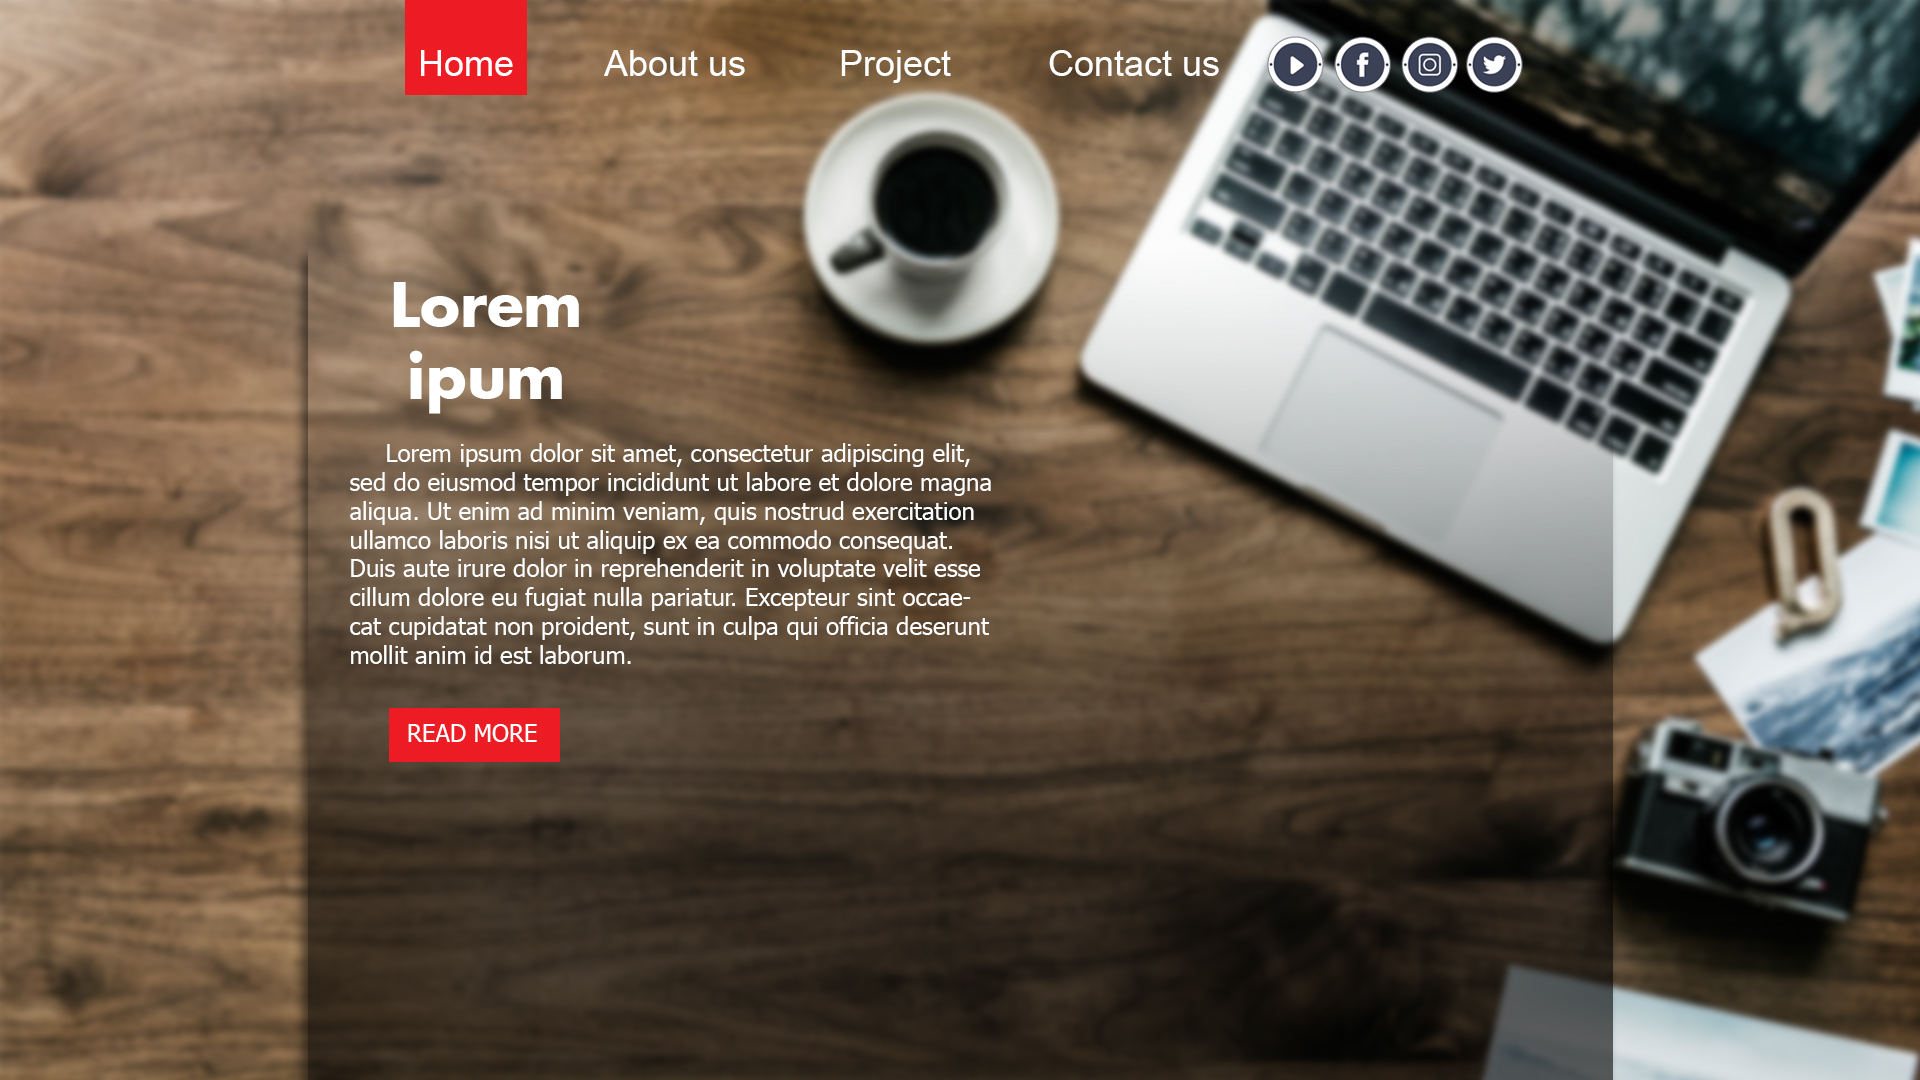 Home About us Project Contact us
Lorem
ipum
Lorem ipsum dolor sit amet, consectetur adipiscing elit,
sed do eiusmod tempor incididunt ut labore et dolore magna
aliqua. Ut enim ad minim veniam, quis nostrud exercitation
ullamco laboris nisi ut aliquip ex ea commodo consequat.
Duis aute irure dolor in reprehenderit in voluptate velit esse
cillum dolore eu fugiat nulla pariatur. Excepteur sint occae-
cat cupidatat non proident, sunt in culpa qui officia deserunt
mollit anim id est laborum.
READ MORE